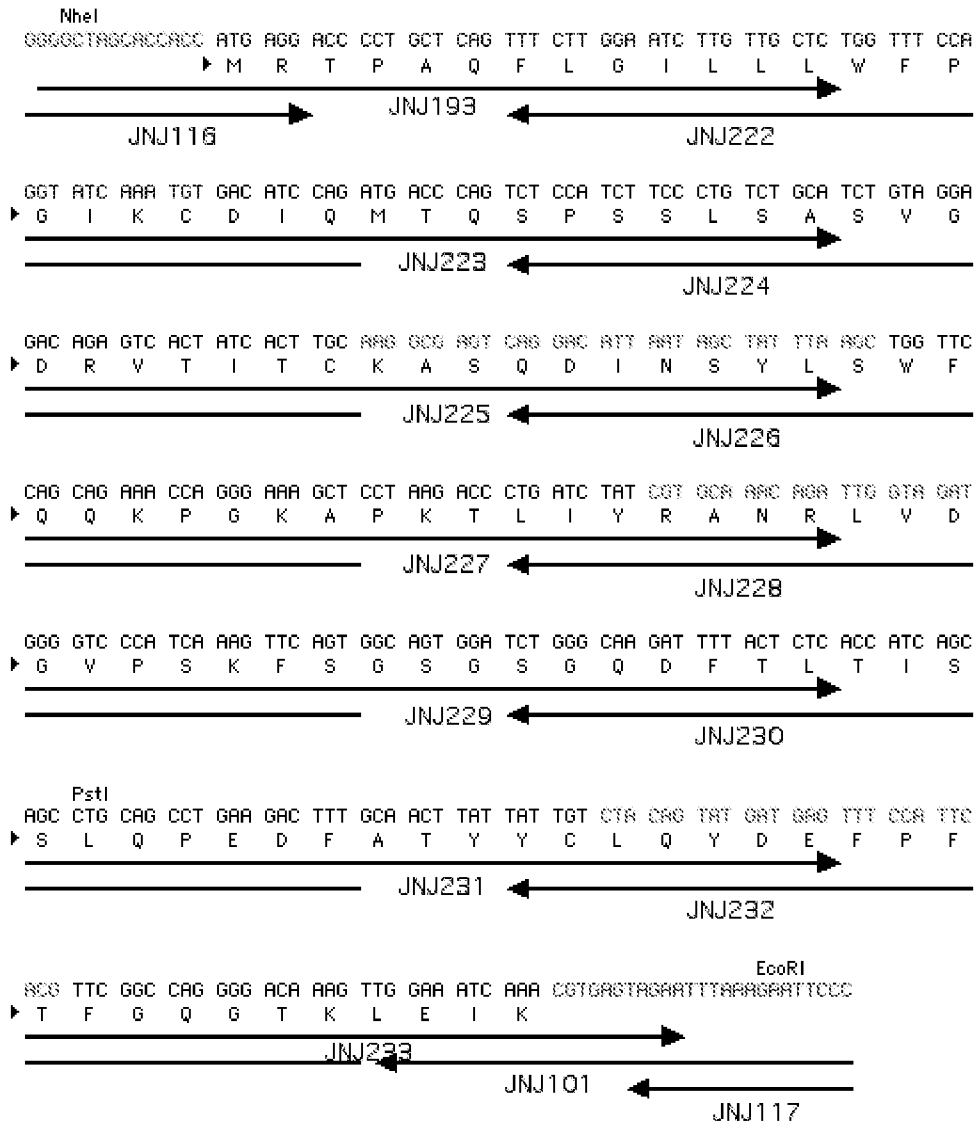 NheI
GGGGCTAGCACCACC ATG AGG ACC CCT GCT CAG TTT CTT GGA ATC TTG TTG CTC TGG TTT CCA
M R T P A Q F L G I L L L W F P
JNJ193
JNJ116 JNJ222
GGT ATC AAA TGT GAC ATC CAG ATG ACC CAG TCT CCA TCT TCC CTG TCT GCA TCT GTA GGA
G I K C D I Q M T Q S P S S L S A S V G
JNJ223
JNJ224
GAC AGA GTC ACT ATC ACT TGC AAG GCG AGT CAG GAC ATT AAT AGC TAT TTA AGC TGG TTC
D R V T I T C K A S Q D I N S Y L S W F
JNJ225
JNJ226
CAG CAG AAA CCA GGG AAA GCT CCT AAG ACC CTG ATC TAT CGT GCA AAC AGA TTG GTA GAT
Q Q K P G K A P K T L I Y R A N R L V D
JNJ227
JNJ228
GGG GTC CCA TCA AAG TTC AGT GGC AGT GGA TCT GGG CAA GAT TTT ACT CTC ACC ATC AGC
G V P S K F S G S G S G Q D F T L T I S
JNJ229
JNJ230
PstI
AGC CTG CAG CCT GAA GAC TTT GCA ACT TAT TAT TGT CTA CAG TAT GAT GAG TTT CCA TTC
S L Q P E D F A T Y Y C L Q Y D E F P F
JNJ231
JNJ232
EcoRI
ACG TTC GGC CAG GGG ACA AAG TTG GAA ATC AAA CGTGAGTAGAATTTAAAGAATTCCC
T F G Q G T K L E I K
JNJ233
JNJ101
JNJ117